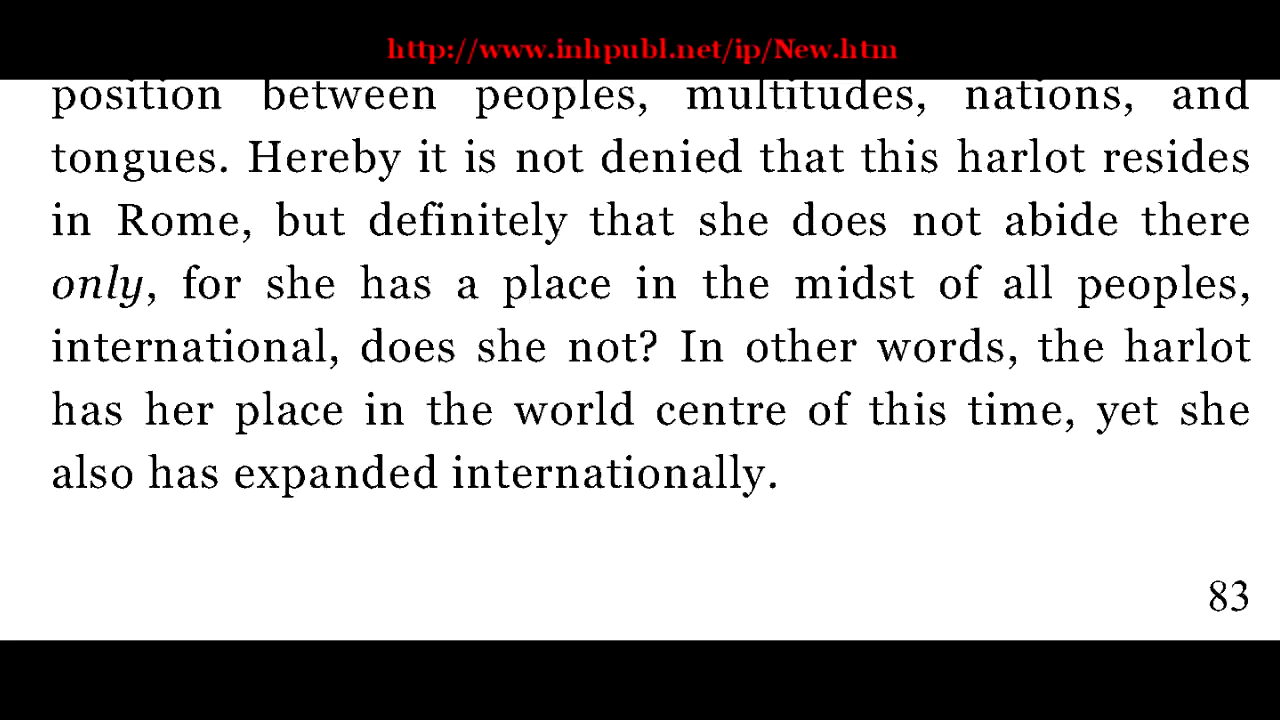 http://www.inhpubl.net/ip/New.htm
position between peoples, multitudes, nations, and
tongues. Hereby it is not denied that this harlot resides
in Rome, but definitely that she does not abide there
only, for she has a place in the midst of all peoples,
international, does she not? In other words, the harlot
has her place in the world centre of this time, yet she
also has expanded internationally.
83